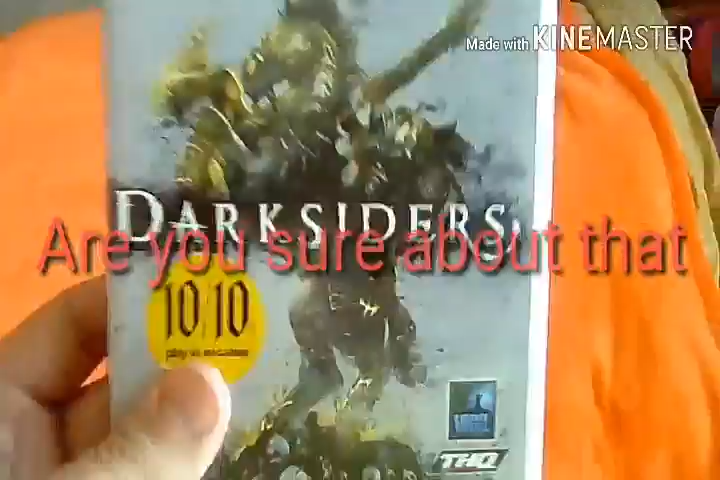 Made with KINEMASTER
DARKSIDERS
Are you sure about that
10/10
THQ